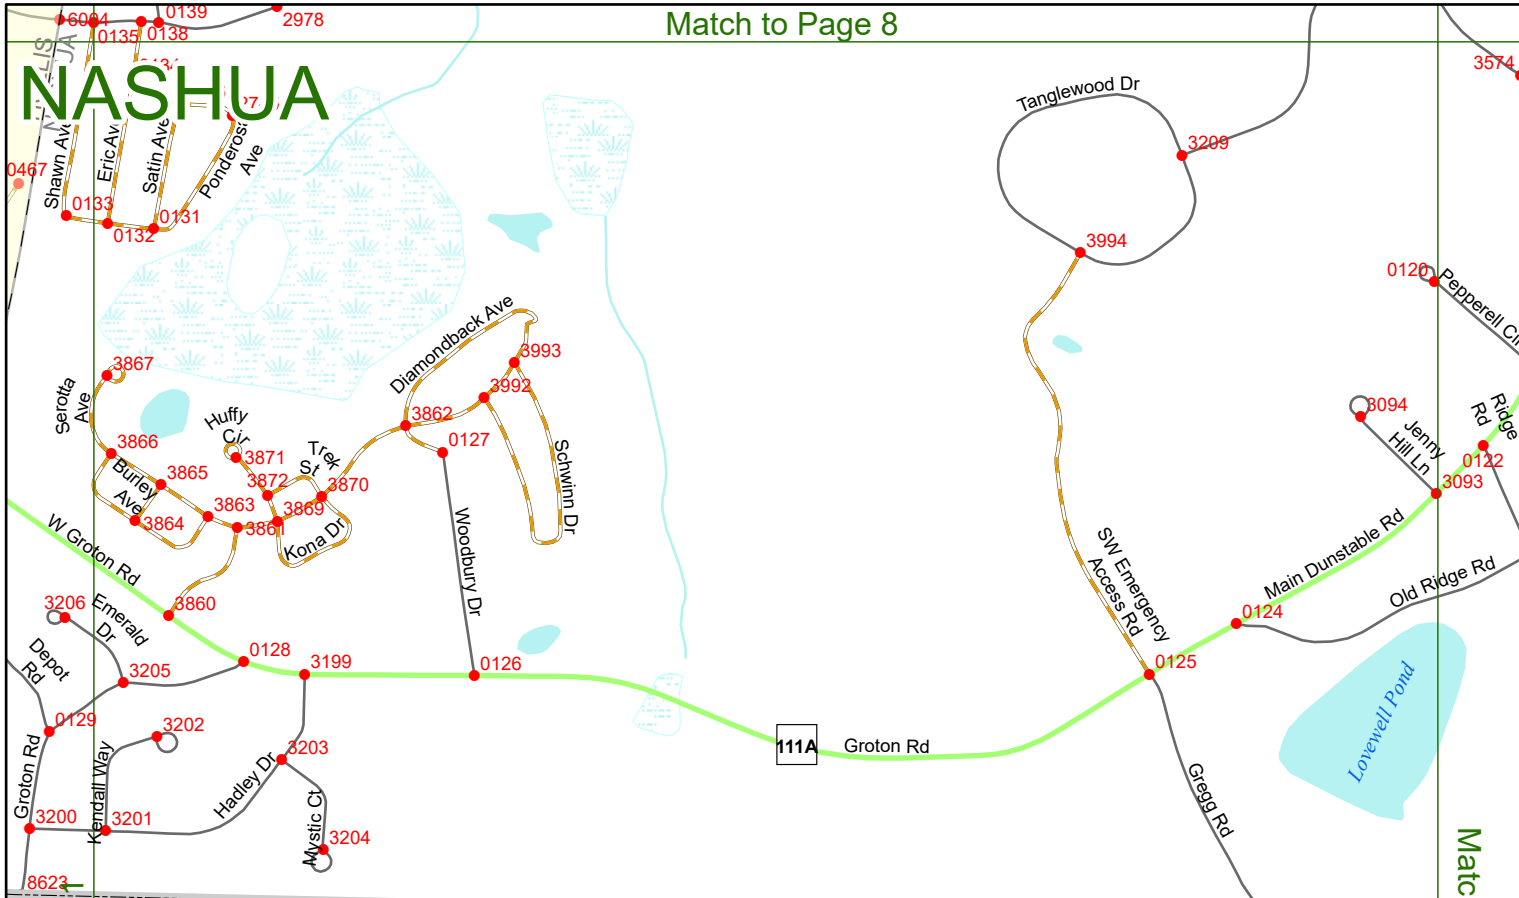 Match to Page 8
NASHUA
6094
0139
0135
0138
2978
3574
0467
Shawn Ave
Eric Ave
Satin Ave
Ponderosa
Ave
0133
0132
0131
Tanglewood Dr
3209
3994
0120
Pepperell Cir
Diamondback Ave
3993
3992
3867
Serotta
Ave
3866
Huffy
Cir
3871
Trek
St
3862
0127
3094
Jenny
Hill Ln
Ridge
Rd
0122
3093
Burley
Ave
3865
3864
3863
3861
3872
3869
3870
Kona Dr
Schwinn Dr
W Groton Rd
3860
Woodbury Dr
SW Emergency
Access Rd
Main Dunstable Rd
Old Ridge Rd
0124
0125
3206
Emerald
Dr
Depot
Rd
3205
0128
3199
0126
0129
3202
3203
Groton Rd
Kendall Way
Hadley Dr
Mystic Ct
3200
3201
3204
111A
Groton Rd
Gregg Rd
Lovewell Pond
8623
Matc